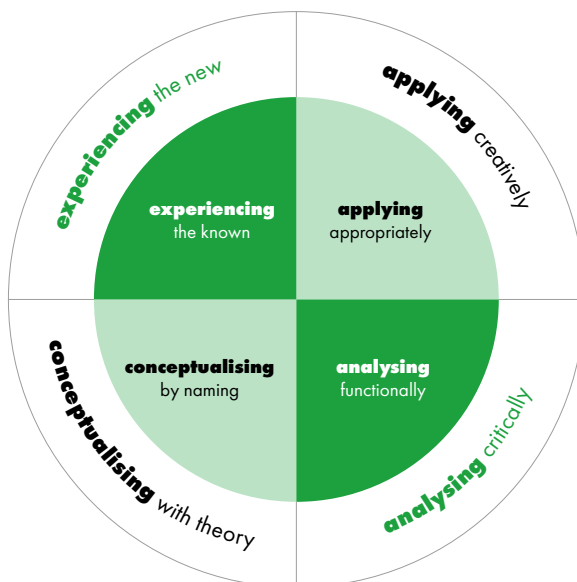 experiencing the new
applying creatively
experiencing
the known
applying
appropriately
conceptualising
by naming
analysing
functionally
conceptualising with theory
analysing critically